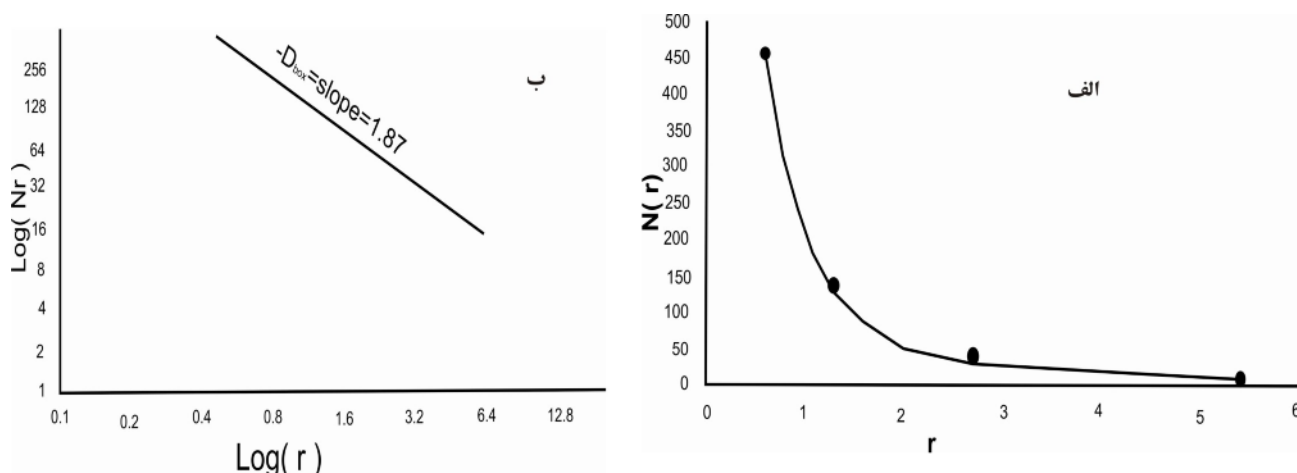 ب
-Dbox=slope=1.87
Log( Nr )
256
128
64
32
16
8
4
2
1
0.1 0.2 0.4 0.8 1.6 3.2 6.4 12.8
Log( r )
الف
N( r )
500
450
400
350
300
250
200
150
100
50
0
0 1 2 3 4 5 6
r